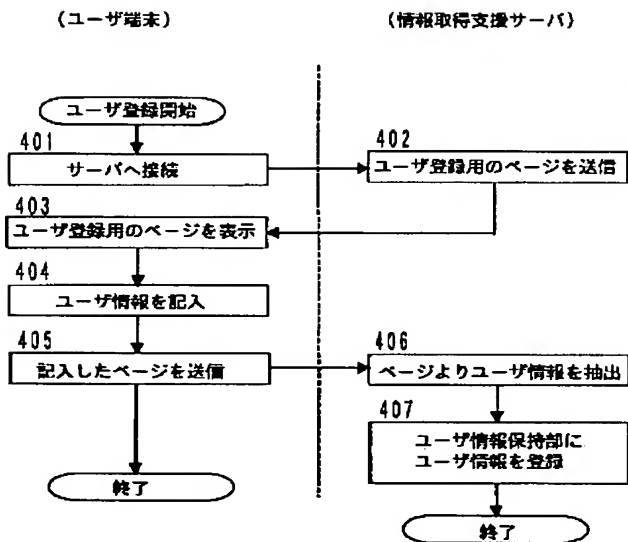 (ユーザ端末)
(情報取得支援サーバ)
ユーザ登録開始
401
サーバへ接続
402
ユーザ登録用のページを送信
403
ユーザ登録用のページを表示
404
ユーザ情報を記入
405
記入したページを送信
406
ページよりユーザ情報を抽出
407
ユーザ情報保持部に
ユーザ情報を登録
終了
終了